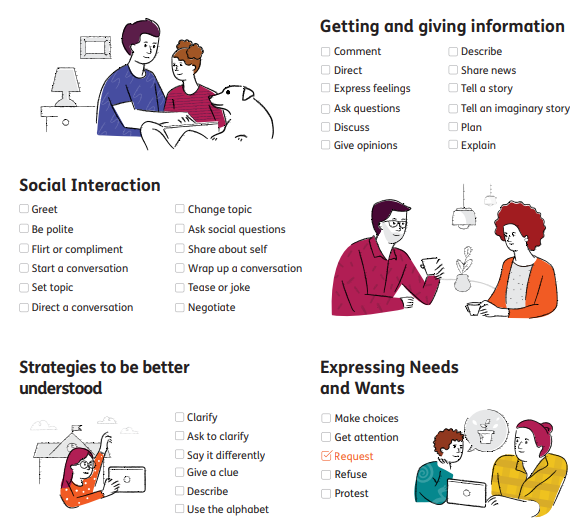 Getting and giving information
Comment
Direct
Express feelings
Ask questions
Discuss
Give opinions
Describe
Share news
Tell a story
Tell an imaginary story
Plan
Explain
Social Interaction
Greet
Be polite
Flirt or compliment
Start a conversation
Set topic
Direct a conversation
Change topic
Ask social questions
Share about self
Wrap up a conversation
Tease or joke
Negotiate
Strategies to be better
understood
Clarify
Ask to clarify
Say it differently
Give a clue
Describe
Use the alphabet
Expressing Needs
and Wants
Make choices
Get attention
Request
Refuse
Protest